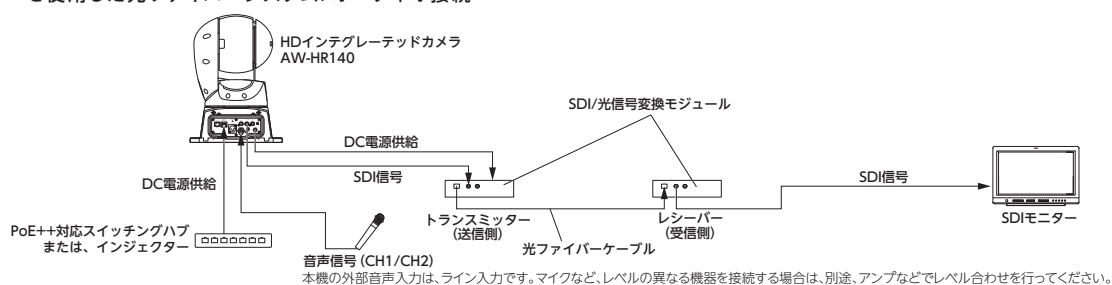 HDインテグレーテッドカメラ
AW-HR140
SDI/光信号変換モジュール
DC電源供給
SDI信号
DC電源供給
SDI信号
トランスミッター
(送信側)
レシーバー
(受信側)
SDIモニター
光ファイバーケーブル
PoE++対応スイッチングハブ
または、インジェクター
音声信号(CH1/CH2)
本機の外部音声入力は、ライン入力です。マイクなど、レベルの異なる機器を接続する場合は、別途、アンプなどでレベル合わせを行ってください。